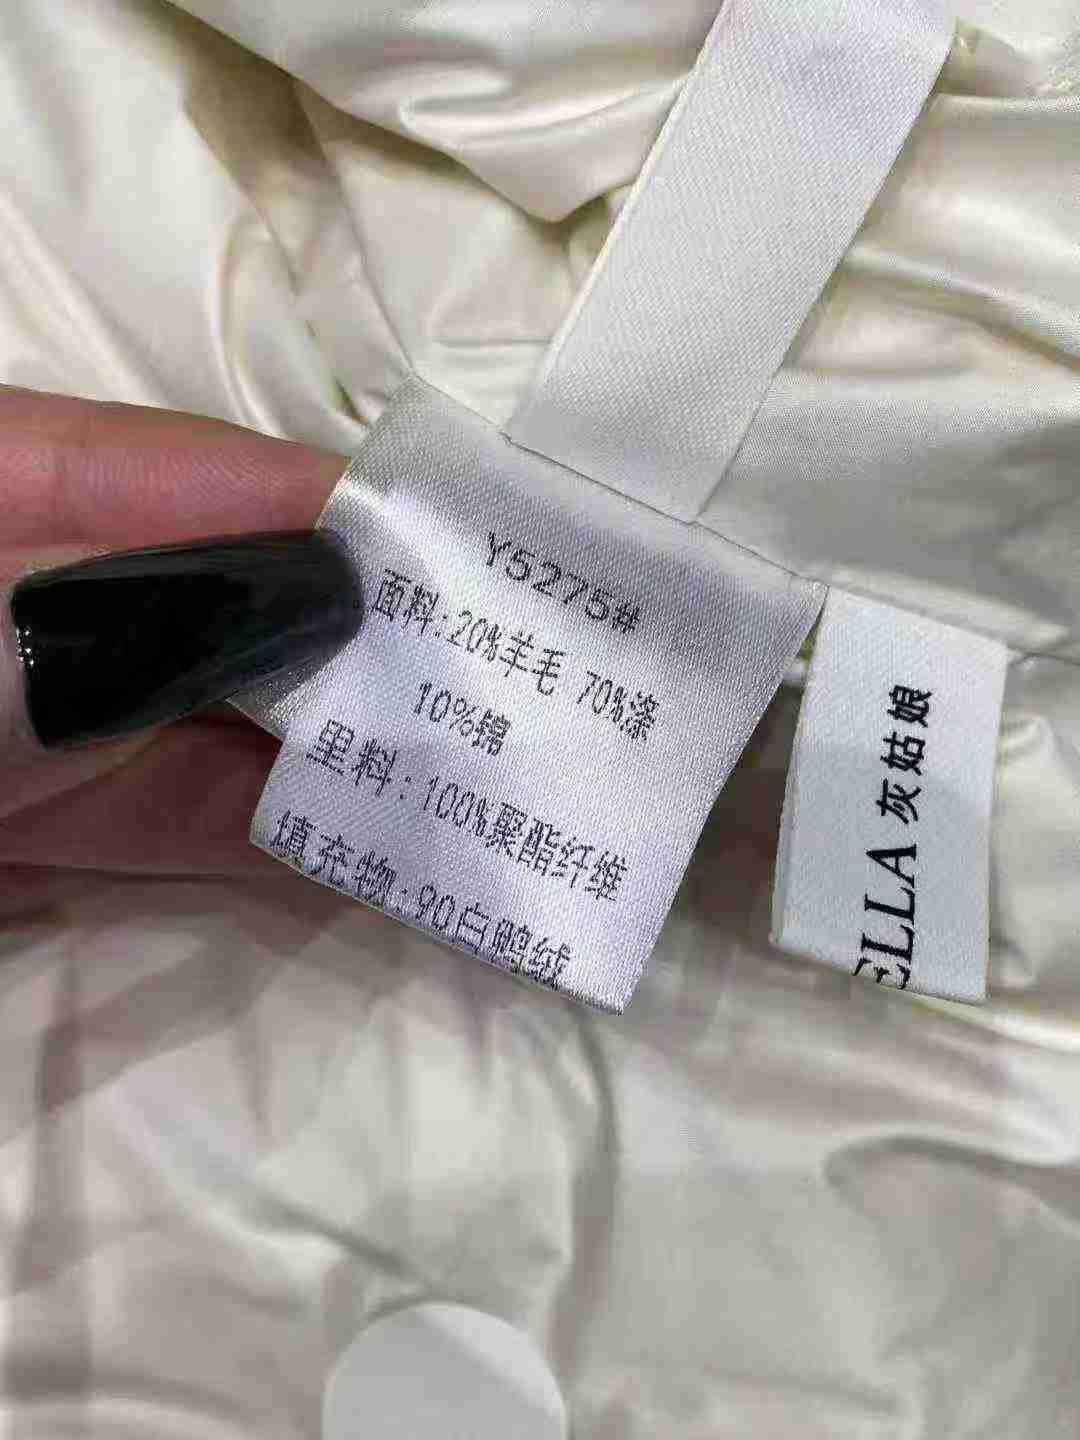 Y5275#
面料:20%羊毛 70%涤
10%锦
里料:100%聚酯纤维
填充物:90白鸭绒
ELLA 灰姑娘